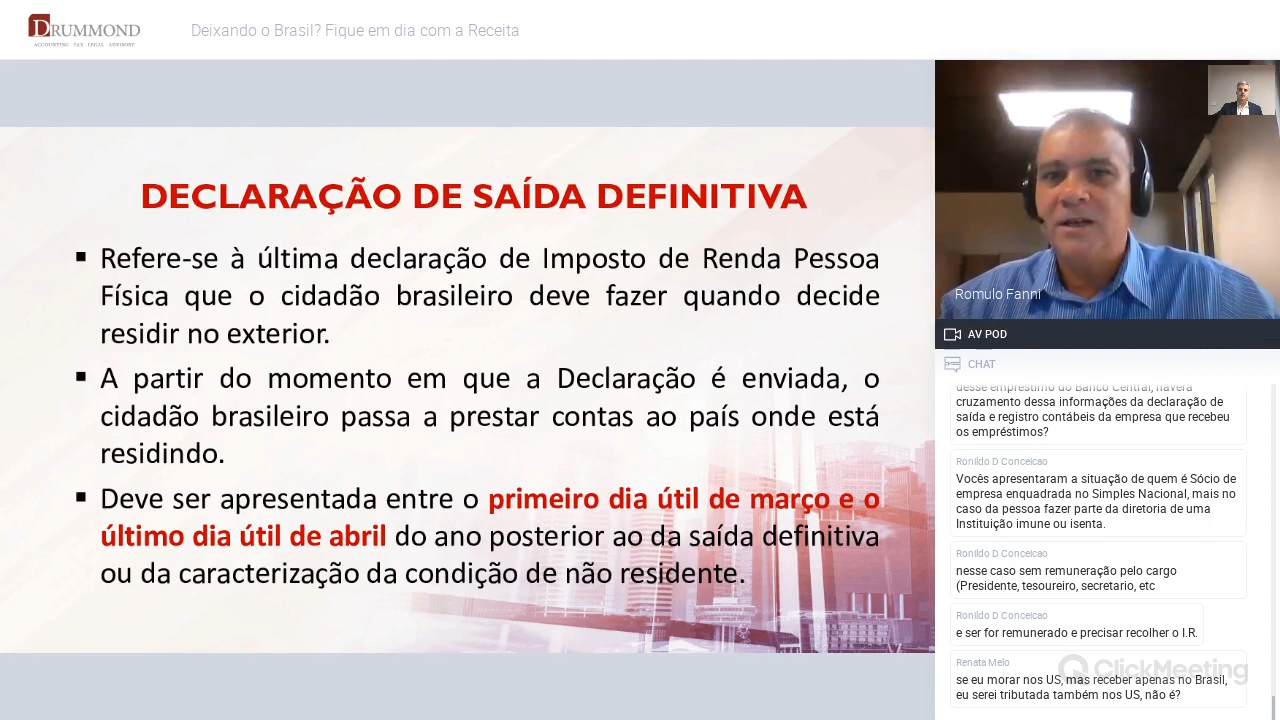 DRUMMOND
ACCOUNTING TAX LEGAL ADVISORY
Deixando o Brasil? Fique em dia com a Receita
DECLARAÇÃO DE SAÍDA DEFINITIVA
▪ Refere-se à última declaração de Imposto de Renda Pessoa
Física que o cidadão brasileiro deve fazer quando decide
residir no exterior.
▪ A partir do momento em que a Declaração é enviada, o
cidadão brasileiro passa a prestar contas ao país onde está
residindo.
▪ Deve ser apresentada entre o primeiro dia útil de março e o
último dia útil de abril do ano posterior ao da saída definitiva
ou da caracterização da condição de não residente.
Romulo Fanni
AV POD
CHAT
desse empréstimo do Banco Central, haverá
cruzamento dessa informações da declaração de
saída e registro contábeis da empresa que recebeu
os empréstimos?
Ronildo D Conceicao
Vocês apresentaram a situação de quem é Sócio de
empresa enquadrada no Simples Nacional, mais no
caso da pessoa fazer parte da diretoria de uma
Instituição imune ou isenta.
Ronildo D Conceicao
nesse caso sem remuneração pelo cargo
(Presidente, tesoureiro, secretario, etc
Ronildo D Conceicao
e ser for remunerado e precisar recolher o I.R.
Renata Melo
se eu morar nos US, mas receber apenas no Brasil,
eu serei tributada também nos US, não é?
ClickMeeting